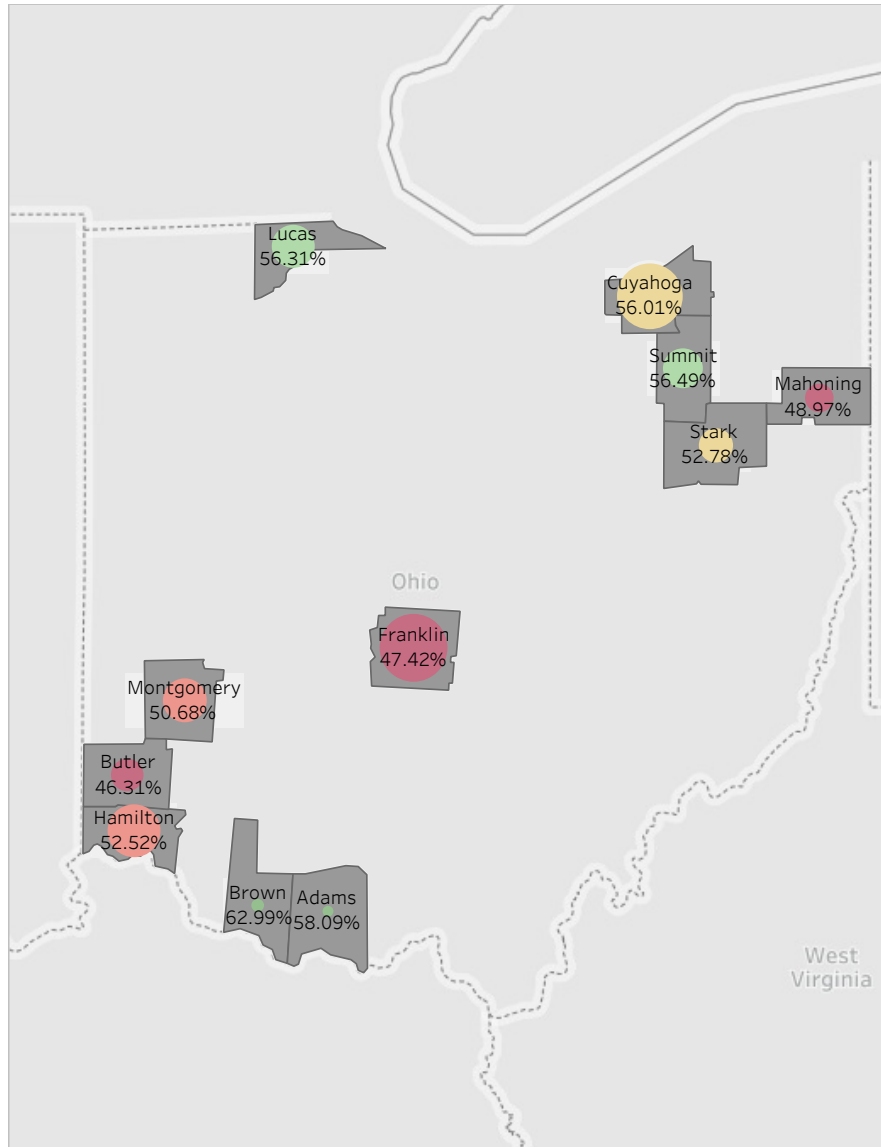 Lucas
56.31%
Cuyahoga
56.01%
Summit
56.49%
Mahoning
48.97%
Stark
52.78%
Ohio
Franklin
47.42%
Montgomery
50.68%
Butler
46.31%
Hamilton
52.52%
Brown
62.99%
Adams
58.09%
West
Virginia